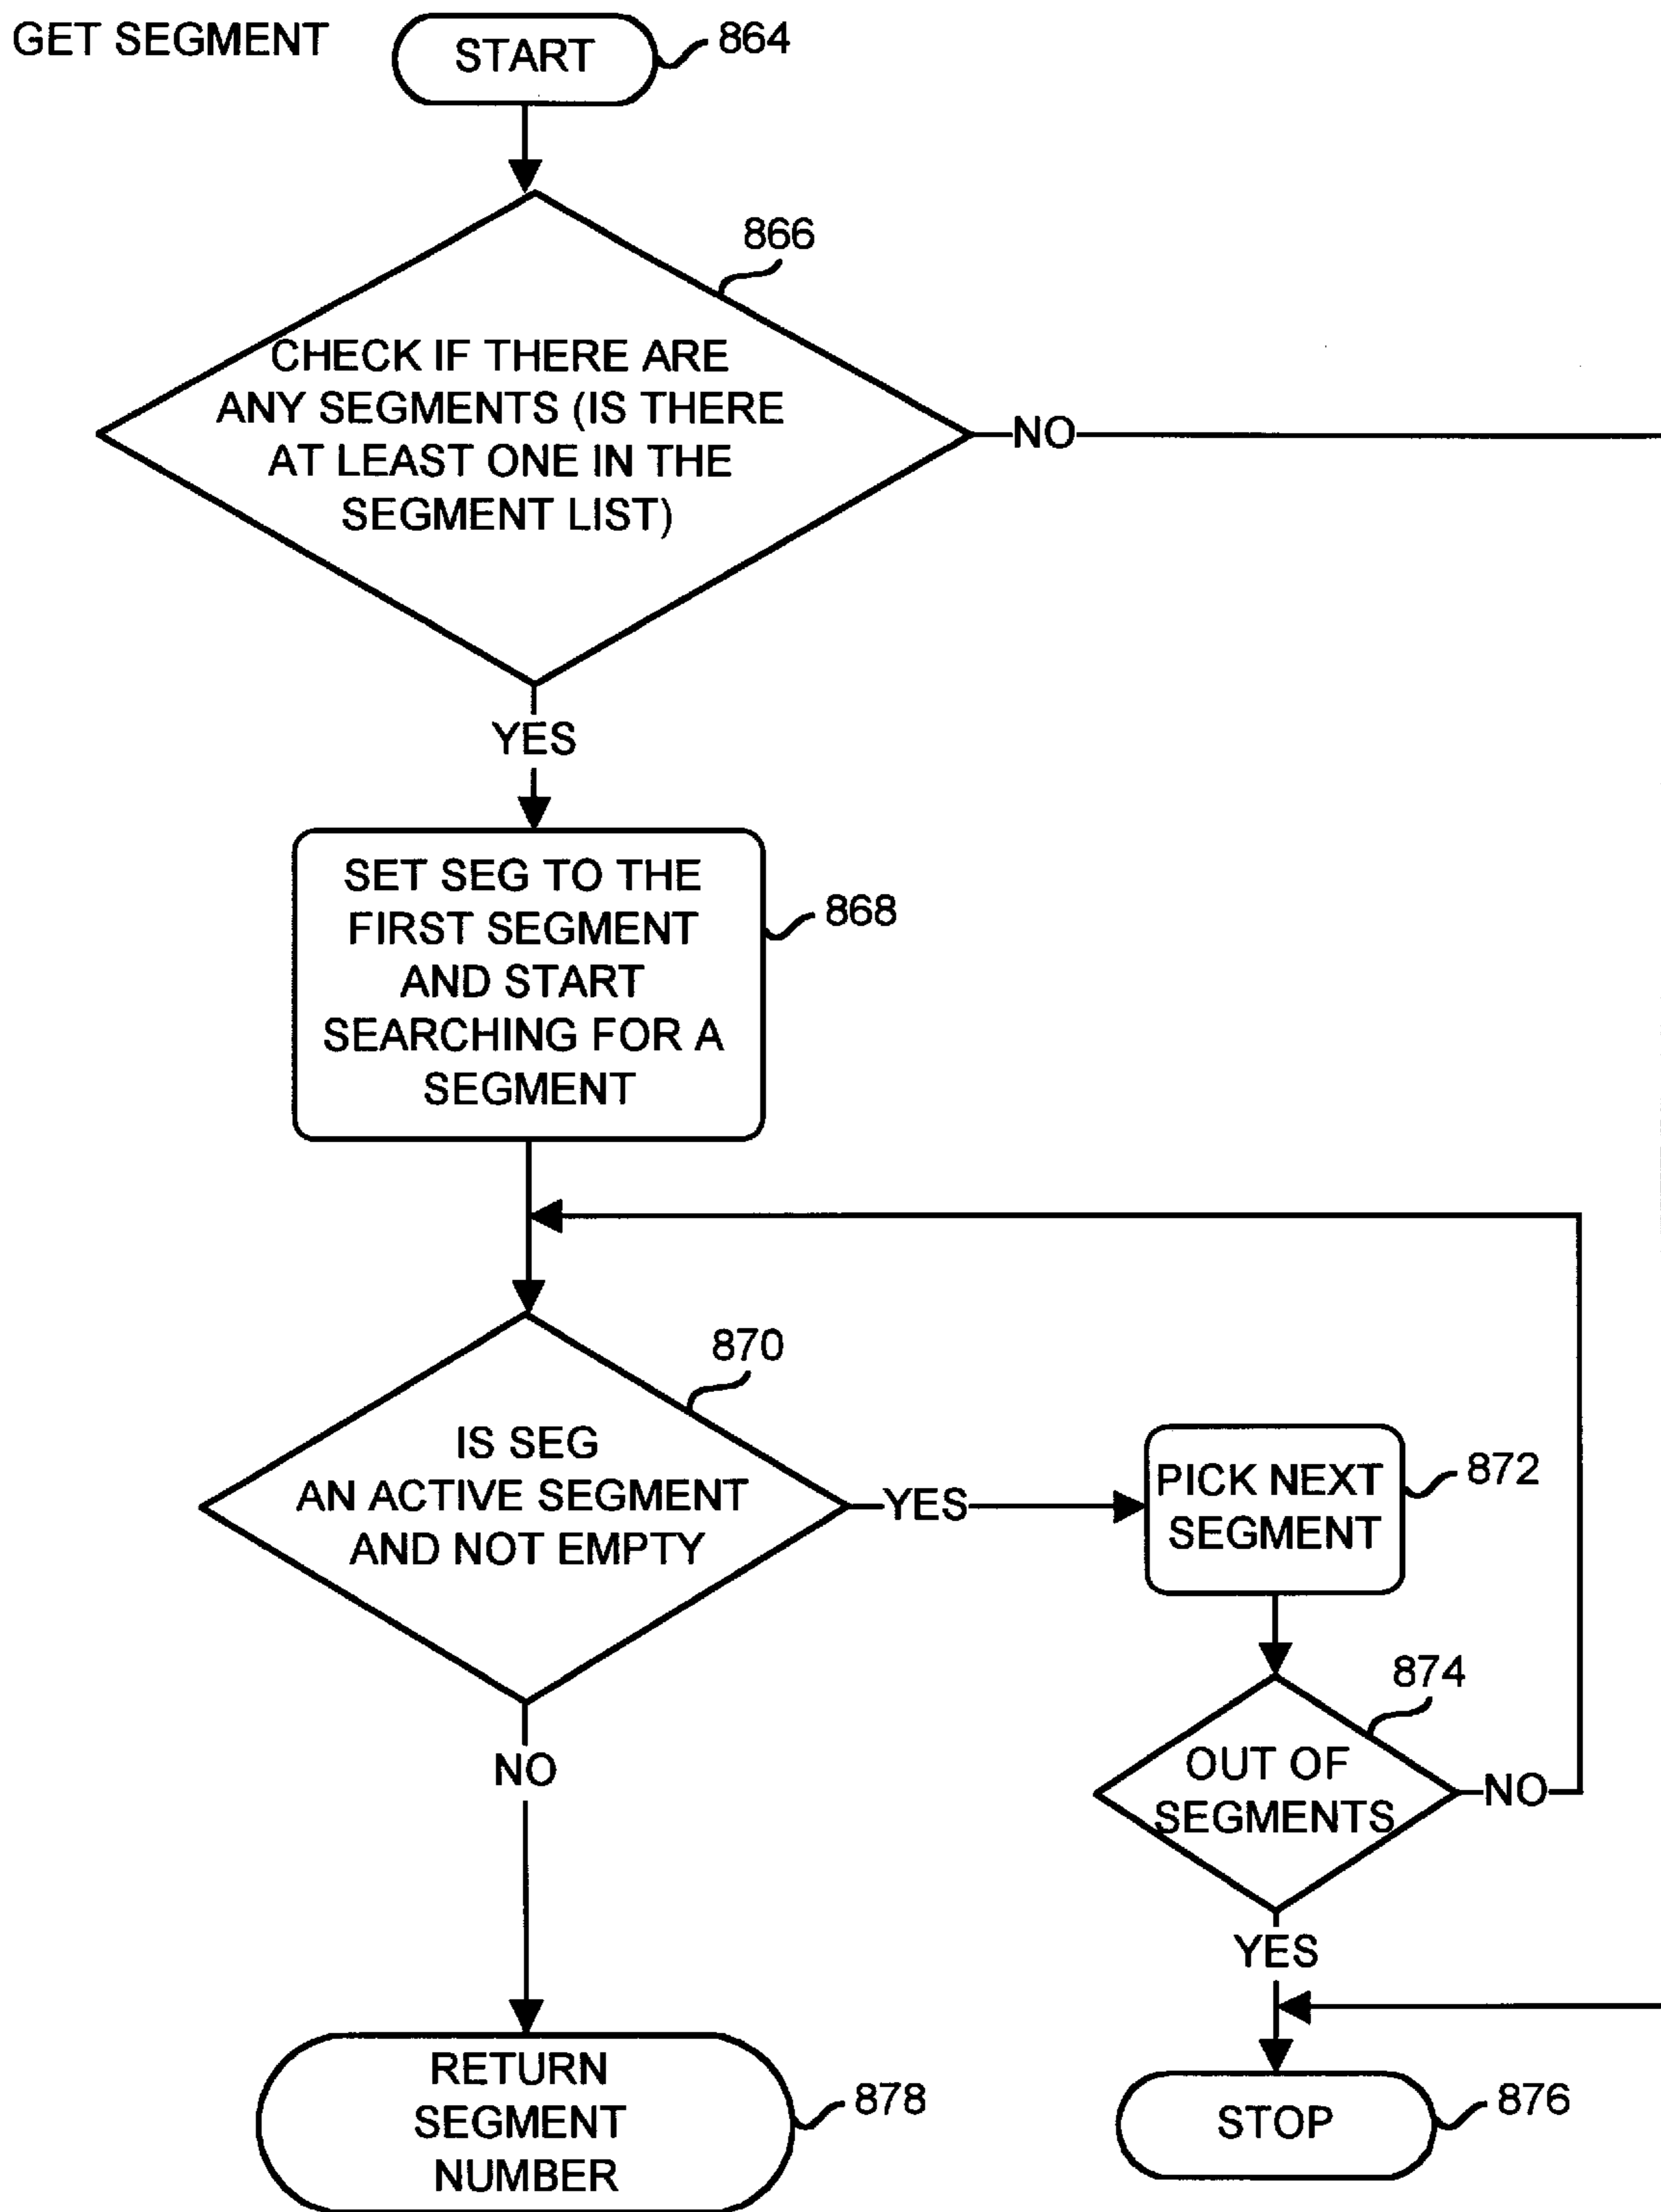 GET SEGMENT
START
864
866
CHECK IF THERE ARE
ANY SEGMENTS (IS THERE
AT LEAST ONE IN THE
SEGMENT LIST)
NO
YES
SET SEG TO THE
FIRST SEGMENT
AND START
SEARCHING FOR A
SEGMENT
868
870
IS SEG
AN ACTIVE SEGMENT
AND NOT EMPTY
YES
PICK NEXT
SEGMENT
872
874
OUT OF
SEGMENTS
NO
NO
YES
RETURN
SEGMENT
NUMBER
878
STOP
876